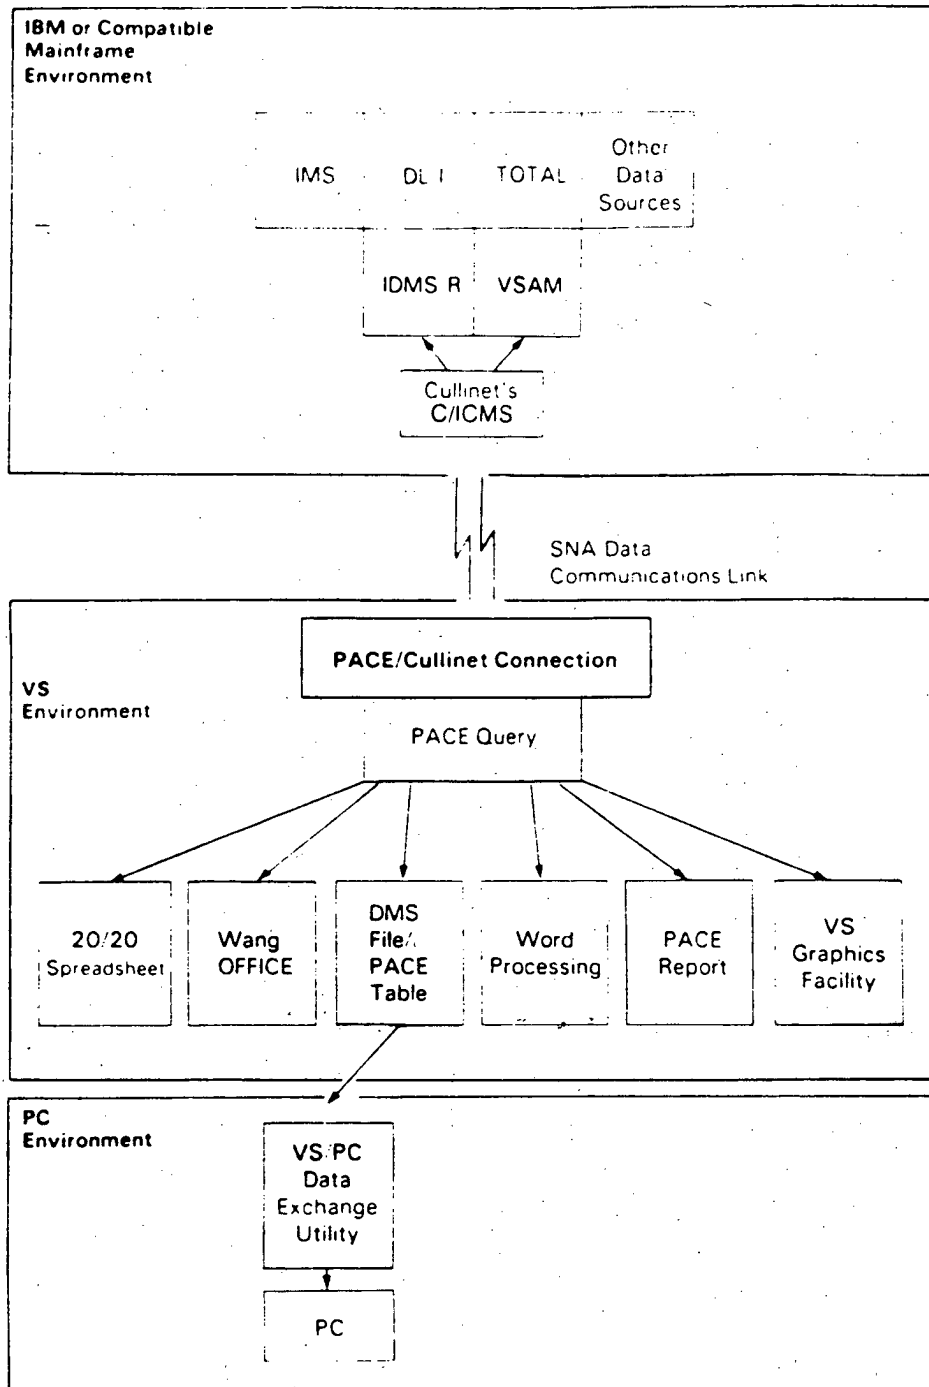 IBM or Compatible
Mainframe
Environment
IMS
DL I
TOTAL
Other
Data
Sources
IDMS R
VSAM
Cullinet's
C/ICMS
SNA Data
Communications Link
PACE/Cullinet Connection
VS
Environment
PACE Query
20/20
Spreadsheet
Wang
OFFICE
DMS
File/
PACE
Table
Word
Processing
PACE
Report
VS
Graphics
Facility
PC
Environment
VS/PC
Data
Exchange
Utility
PC